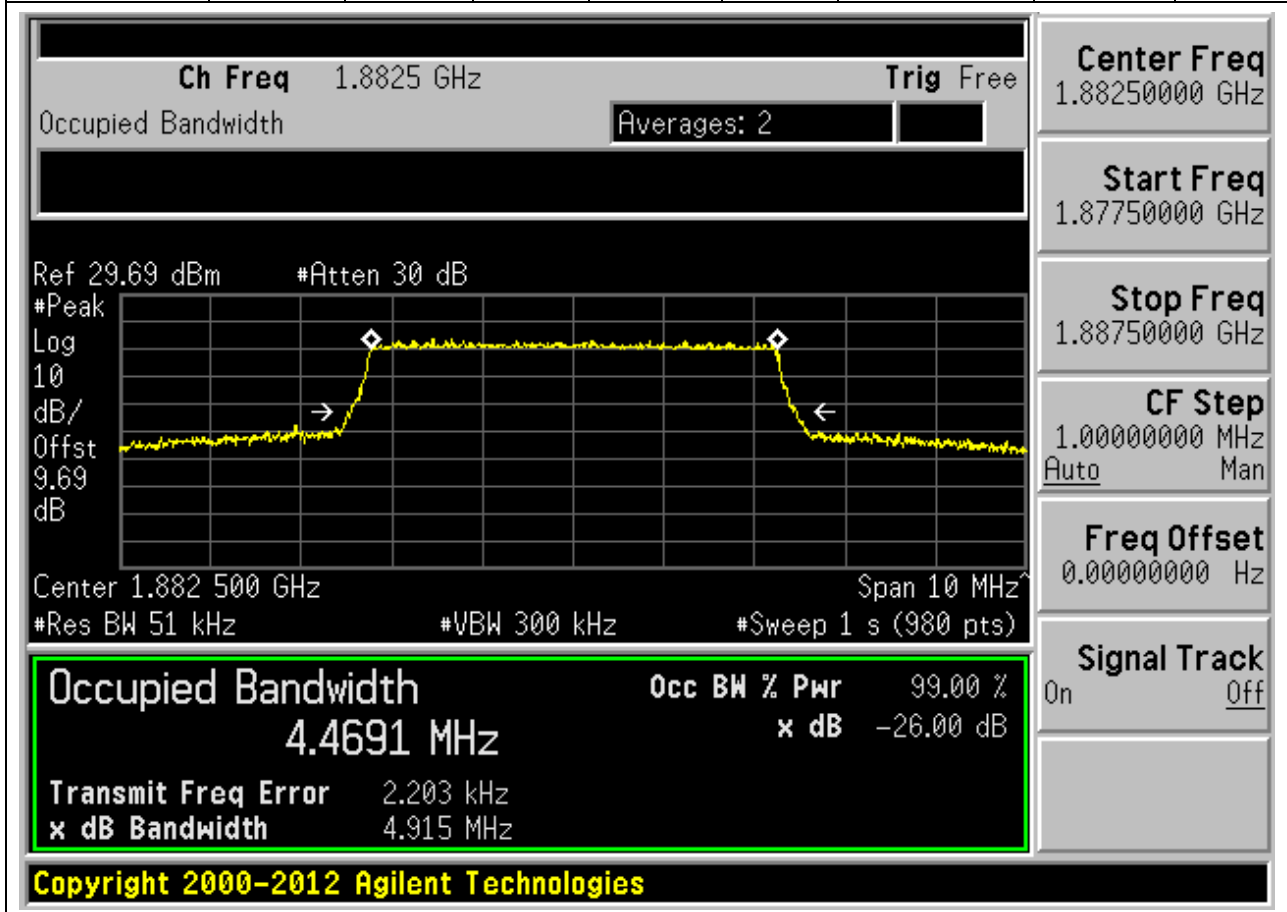 Ch Freq 1.8825 GHz Trig Free
Occupied Bandwidth Averages: 2
Ref 29.69 dBm #Atten 30 dB
#Peak
Log
10
dB/
Offst
9.69
dB
Center 1.882 500 GHz Span 10 MHz^
#Res BW 51 kHz #VBW 300 kHz #Sweep 1 s (980 pts)
Occupied Bandwidth Occ BW % Pwr 99.00 %
4.4691 MHz x dB -26.00 dB
Transmit Freq Error 2.203 kHz
x dB Bandwidth 4.915 MHz
Copyright 2000-2012 Agilent Technologies
Center Freq
1.88250000 GHz
Start Freq
1.87750000 GHz
Stop Freq
1.88750000 GHz
CF Step
1.00000000 MHz
Auto Man
Freq Offset
0.00000000 Hz
Signal Track
On Off